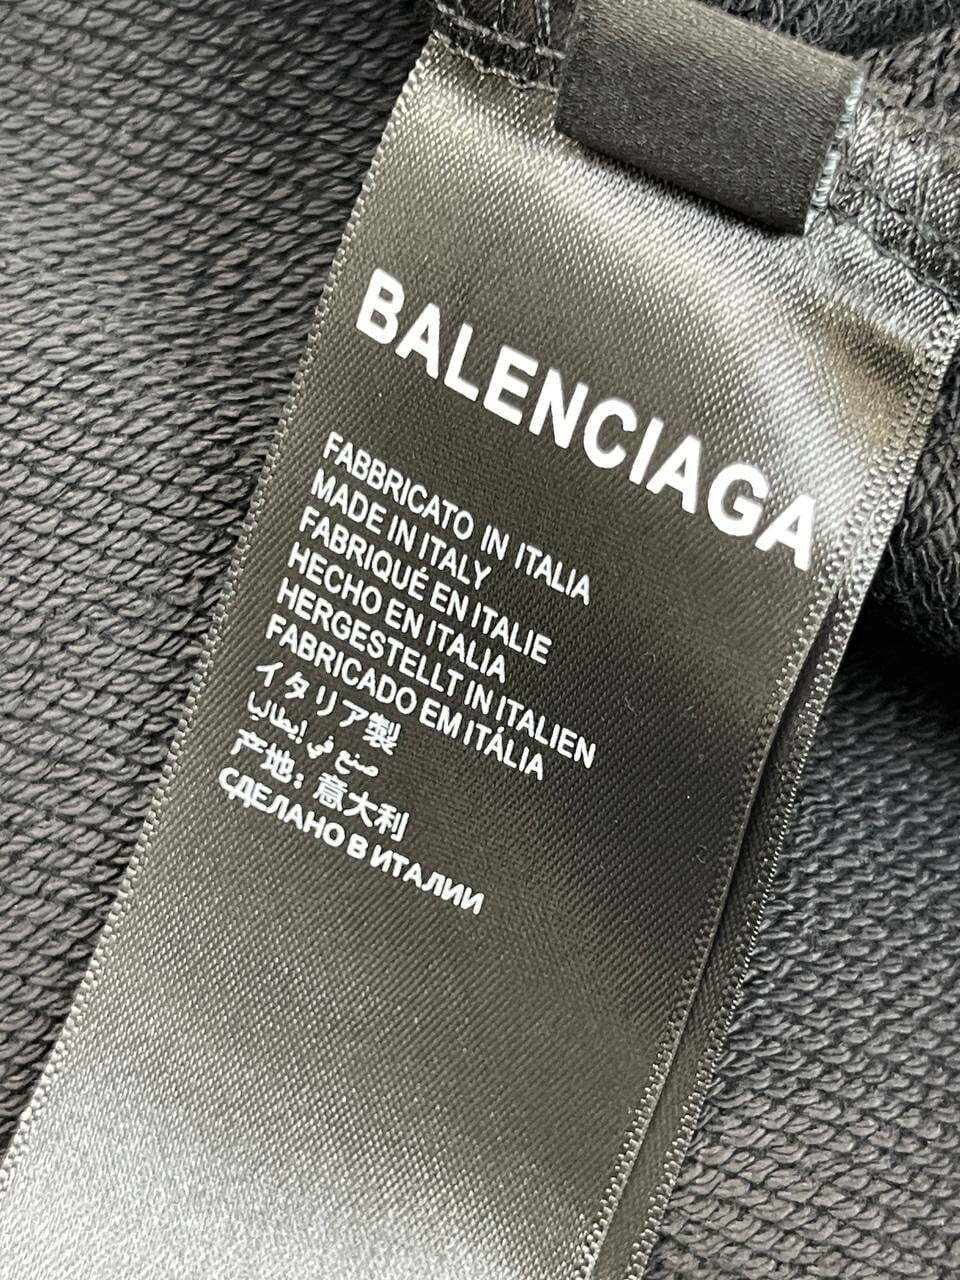 BALENCIAGA
FABBRICATO IN ITALIA
MADE IN ITALY
FABRIQUÉ EN ITALIE
HECHO EN ITALIA
HERGESTELLT IN ITALIEN
FABRICADO EM ITÁLIA
イタリア製
صنع في إيطاليا
产地：意大利
СДЕЛАНО В ИТАЛИИ